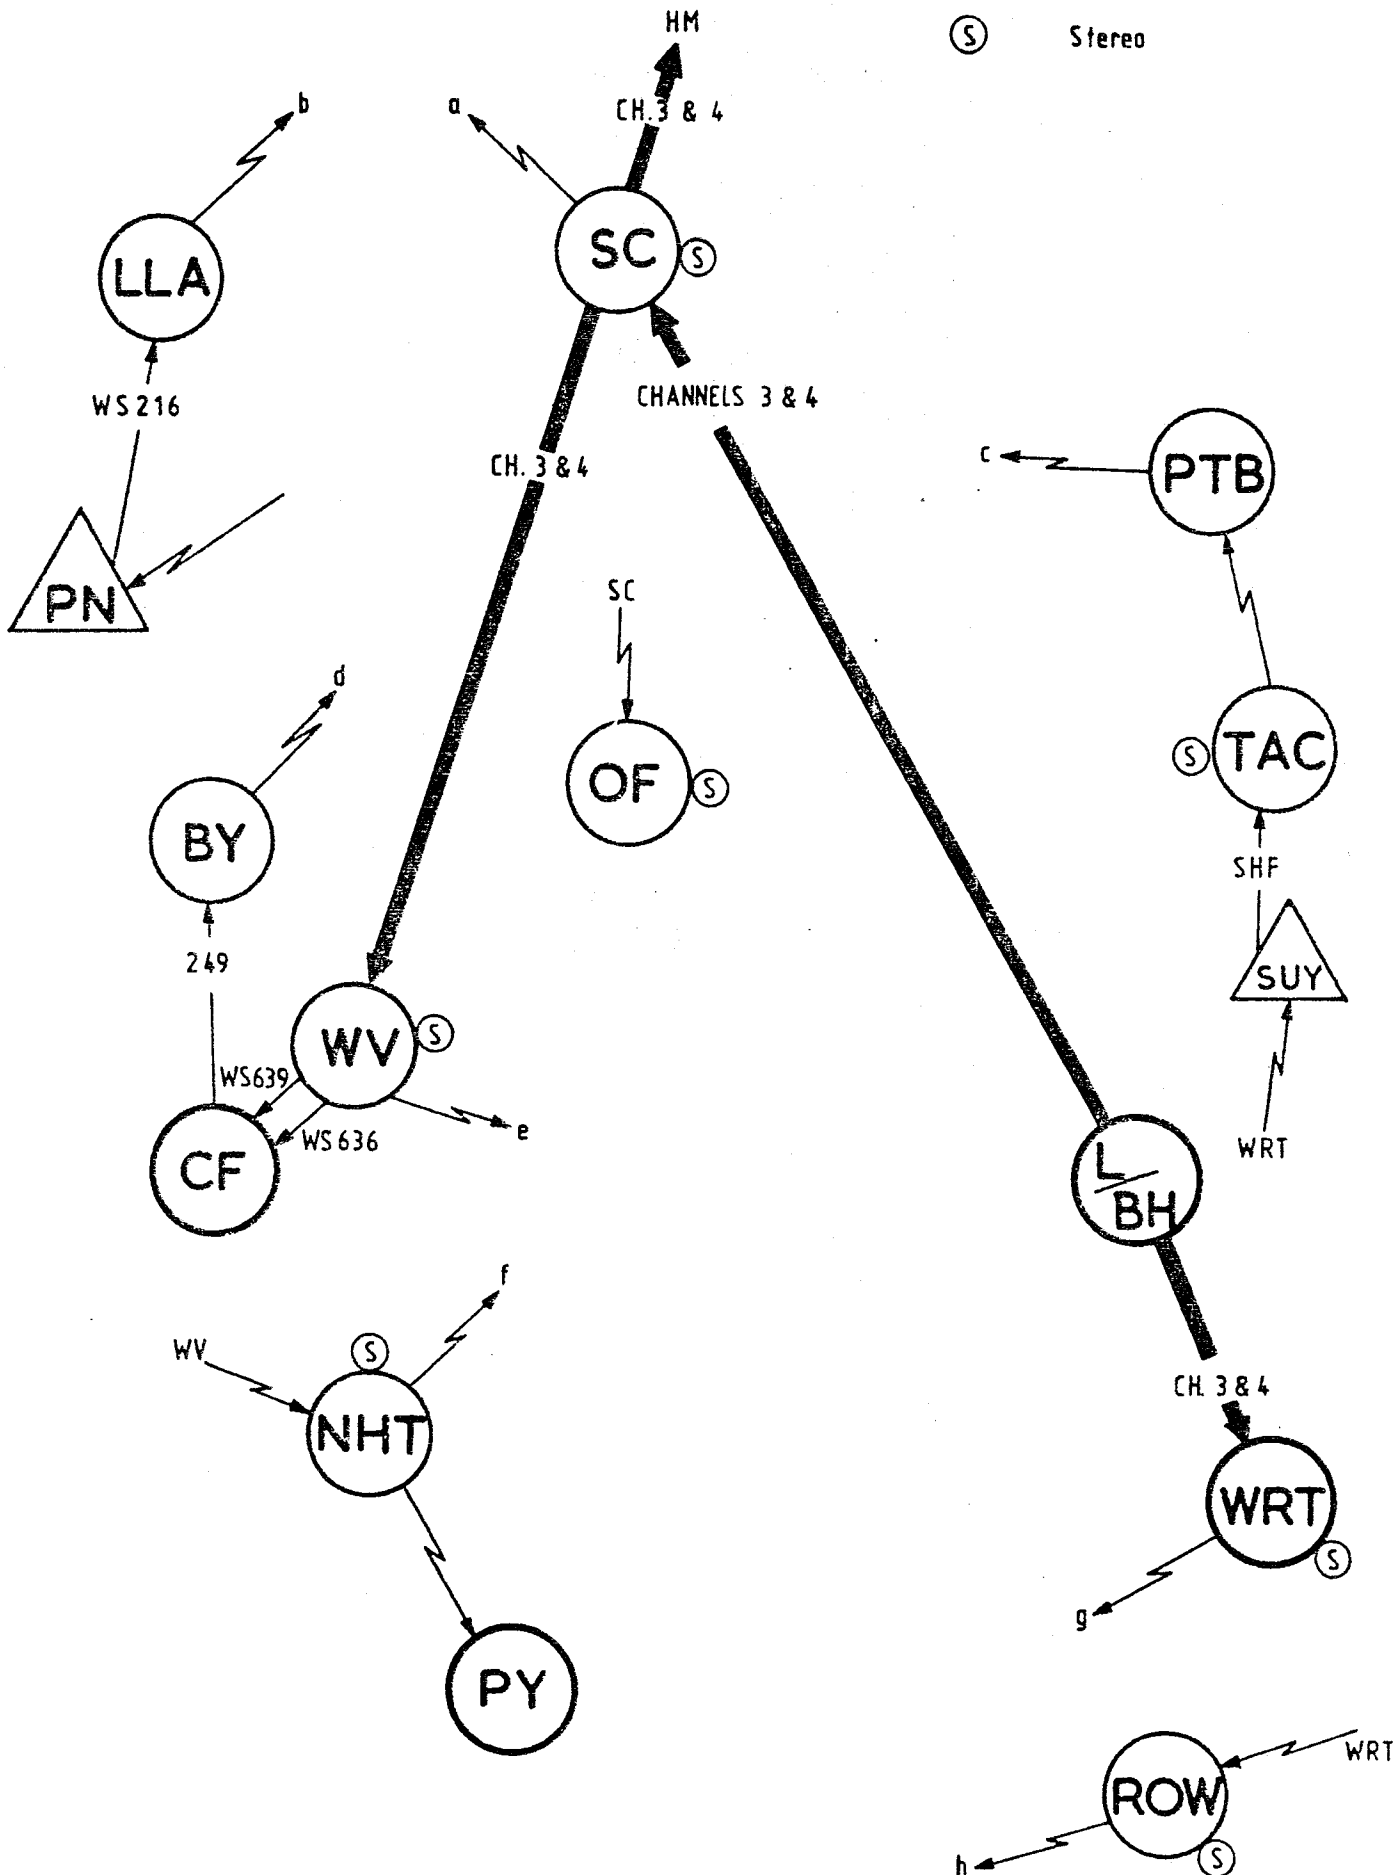 HM
S Stereo
b
a
CH.3 & 4
SC
S
LLA
WS216
CHANNELS 3 & 4
CH. 3 & 4
c
PTB
PN
SC
d
OF
S
S
TAC
BY
SHF
249
SUY
WV
S
WS639
e
WS636
WRT
CF
L
BH
f
WV
S
NHT
CH. 3 & 4
WRT
S
g
PY
WRT
ROW
h
S